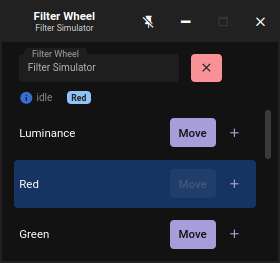 Filter Wheel
Filter Simulator
Filter Wheel
Filter Simulator
idle Red
Luminance Move +
Red Move +
Green Move +